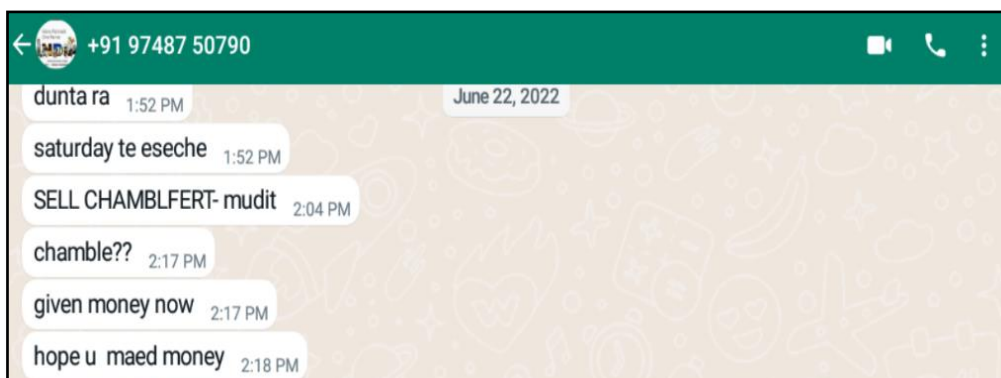 +91 97487 50790
June 22, 2022
dunta ra 1:52 PM
saturday te eseche 1:52 PM
SELL CHAMBLFERT- mudit 2:04 PM
chamble?? 2:17 PM
given money now 2:17 PM
hope u maed money 2:18 PM